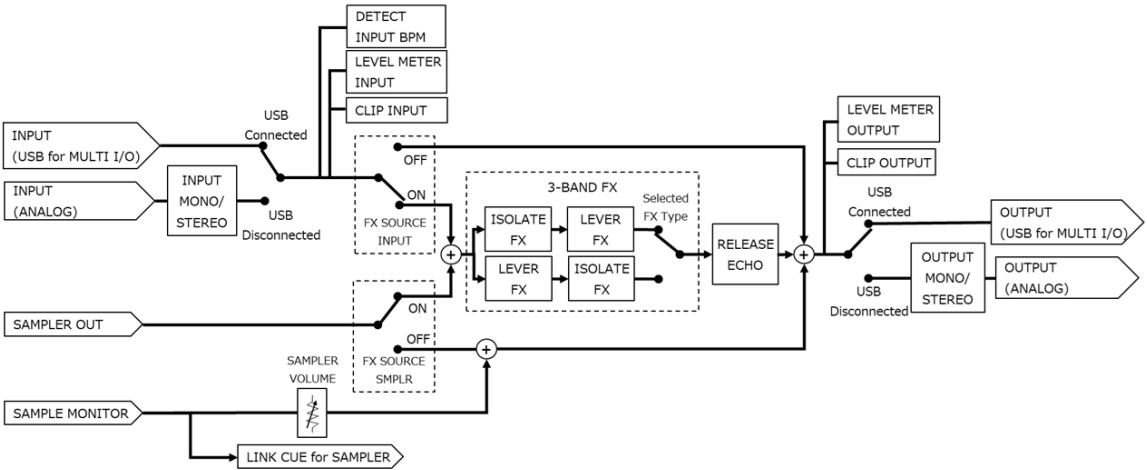 DETECT
INPUT BPM
LEVEL METER
INPUT
CLIP INPUT
USB
Connected
INPUT
(USB for MULTI I/O)
INPUT
(ANALOG)
INPUT
MONO/
STEREO
USB
Disconnected
OFF
ON
FX SOURCE
INPUT
3-BAND FX
ISOLATE
FX
LEVER
FX
Selected
FX Type
LEVER
FX
ISOLATE
FX
RELEASE
ECHO
LEVEL METER
OUTPUT
CLIP OUTPUT
USB
Connected
OUTPUT
(USB for MULTI I/O)
USB
Disconnected
OUTPUT
MONO/
STEREO
OUTPUT
(ANALOG)
SAMPLER OUT
ON
OFF
FX SOURCE
SMPLR
SAMPLER
VOLUME
SAMPLE MONITOR
LINK CUE for SAMPLER